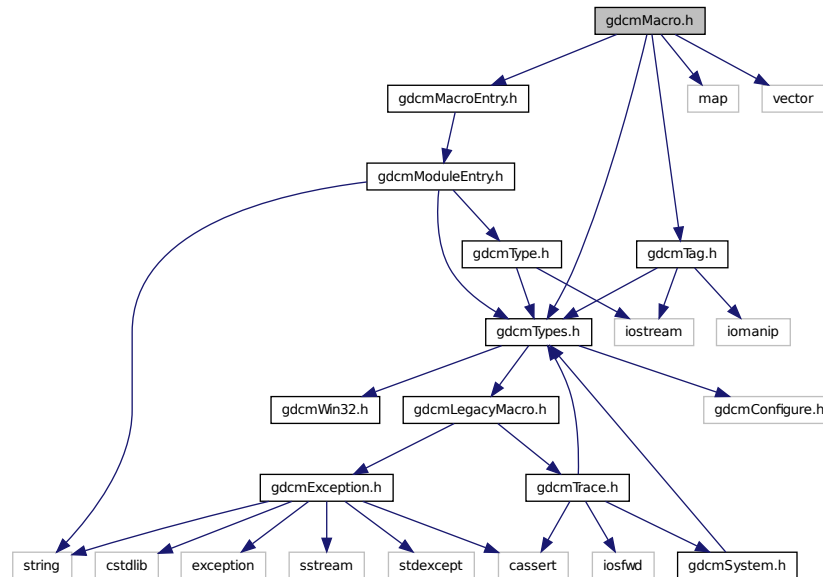 gdcmMacro.h
gdcmMacroEntry.h
map
vector
gdcmModuleEntry.h
gdcmType.h
gdcmTag.h
gdcmTypes.h
iostream
iomanip
gdcmWin32.h
gdcmLegacyMacro.h
gdcmConfigure.h
gdcmException.h
gdcmTrace.h
string
cstdlib
exception
sstream
stdexcept
cassert
iosfwd
gdcmSystem.h